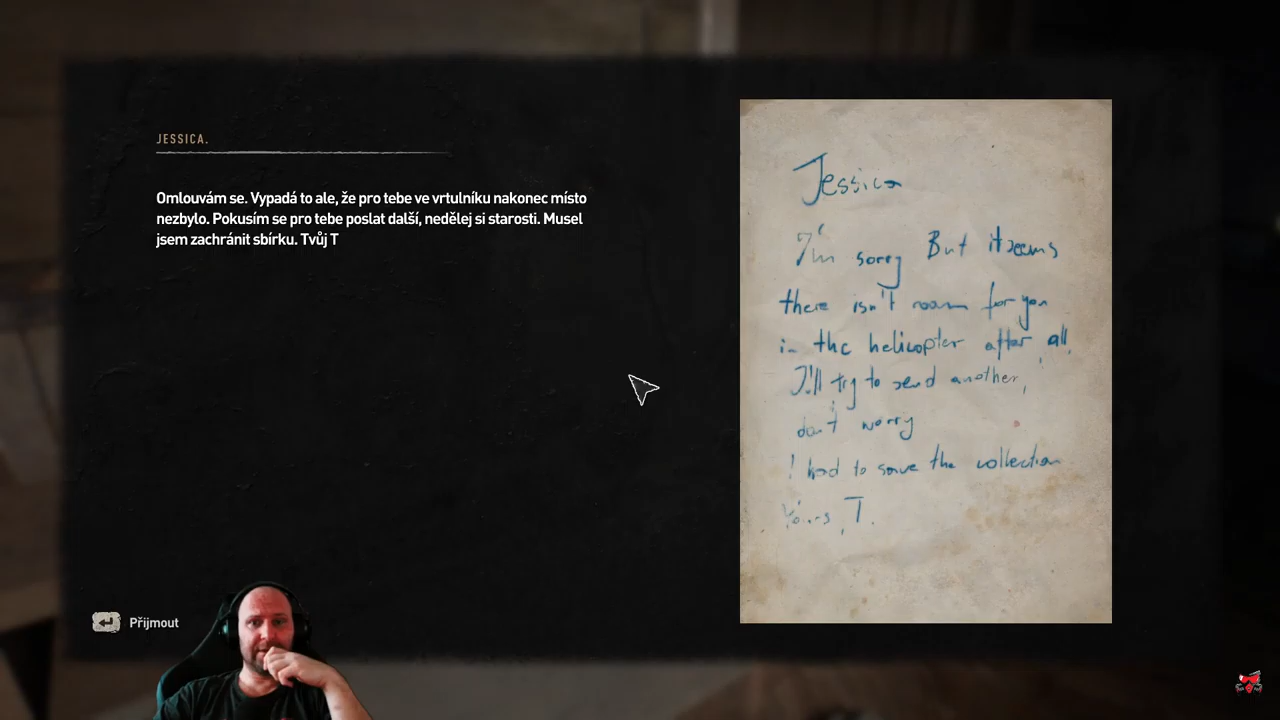 JESSICA.
Omlouvám se. Vypadá to ale, že pro tebe ve vrtulníku nakonec místo
nezbylo. Pokusím se pro tebe poslat další, nedělej si starosti. Musel
jsem zachránit sbírku. Tvůj T
Přijmout
Jessica
I'm sorry But it seems
there isn't room for you
in the helicopter after all,
I'll try to send another,
don't worry
I had to save the collection
Yours, T.